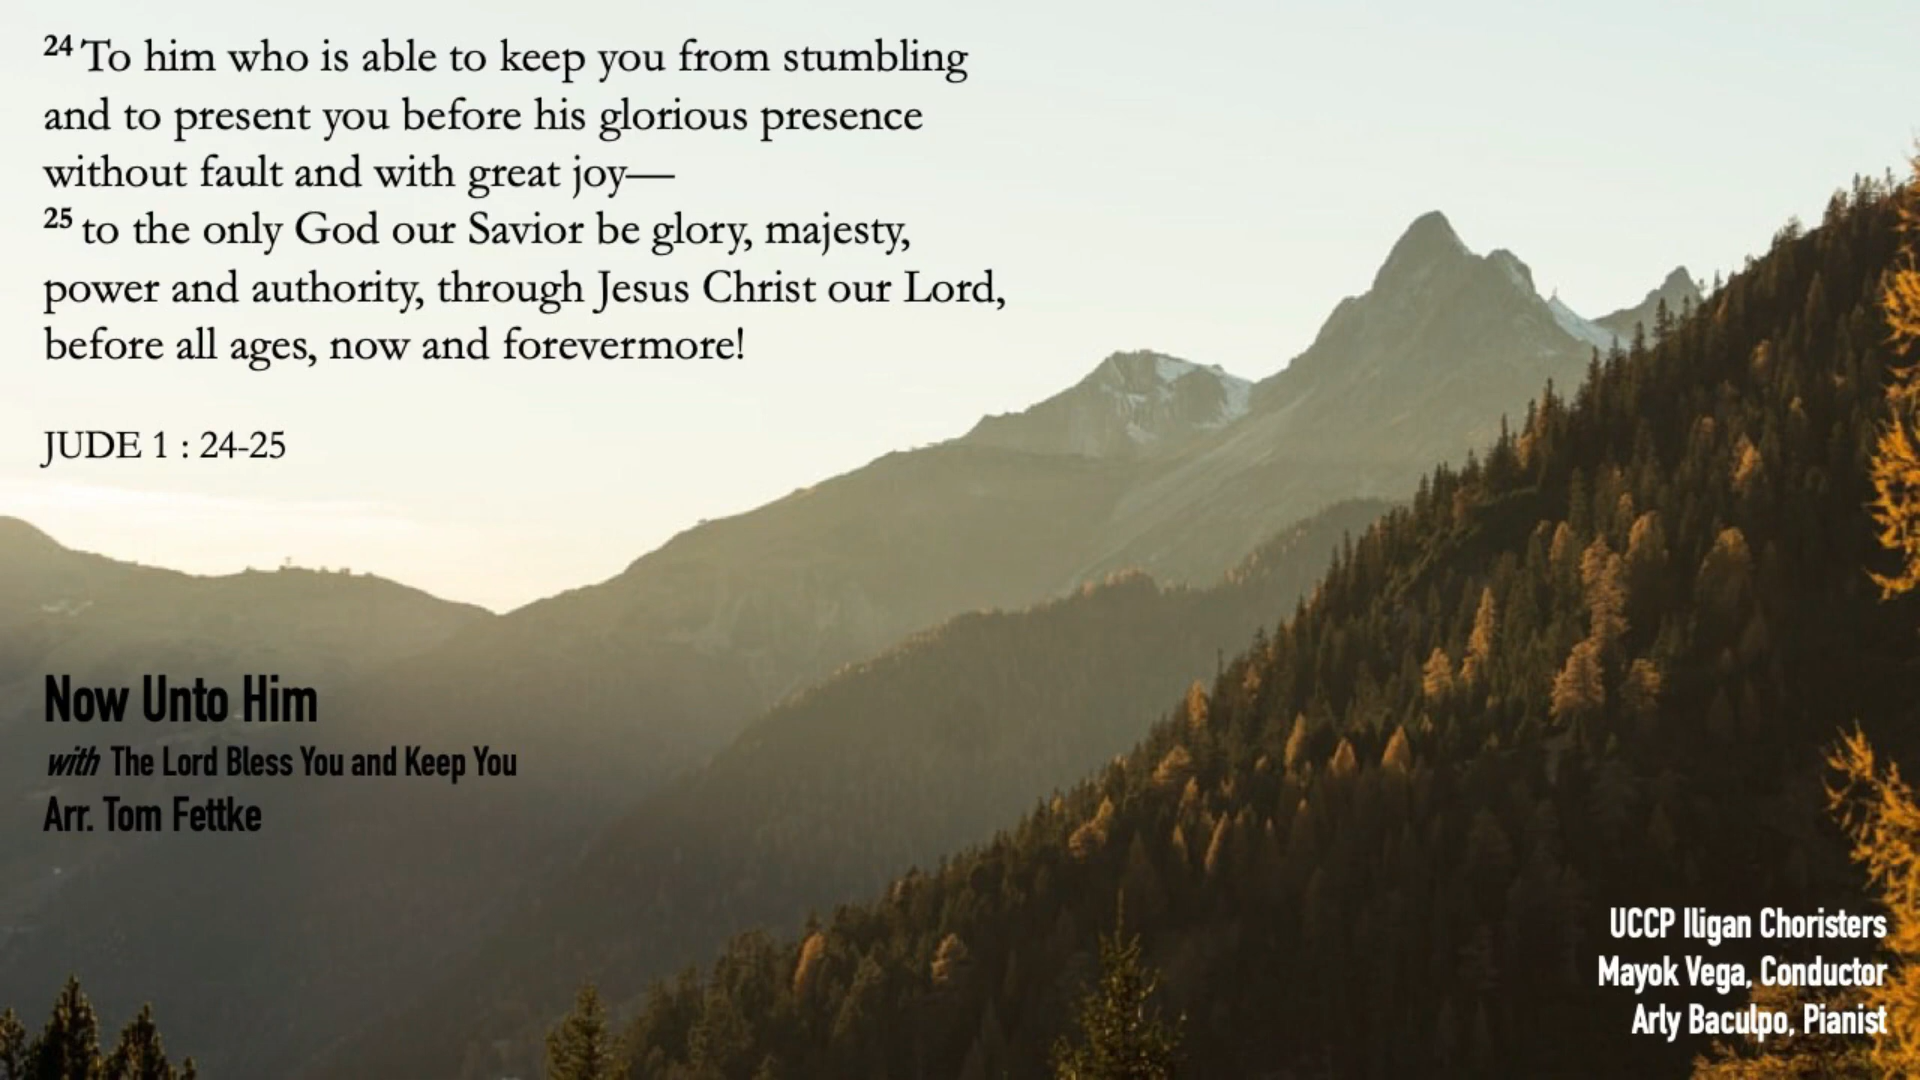 24 To him who is able to keep you from stumbling
and to present you before his glorious presence
without fault and with great joy—
25 to the only God our Savior be glory, majesty,
power and authority, through Jesus Christ our Lord,
before all ages, now and forevermore!
JUDE 1 : 24-25
Now Unto Him
with The Lord Bless You and Keep You
Arr. Tom Fettke
UCCP Iligan Choristers
Mayok Vega, Conductor
Arly Baculpo, Pianist